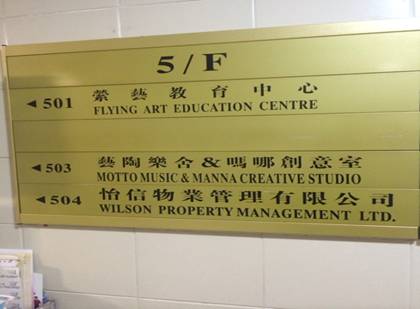 5/F
◄501 縈藝教育中心
FLYING ART EDUCATION CENTRE
◄503 藝陶樂舍&嗎哪創意室
MOTTO MUSIC & MANNA CREATIVE STUDIO
◄504 怡信物業管理有限公司
WILSON PROPERTY MANAGEMENT LTD.